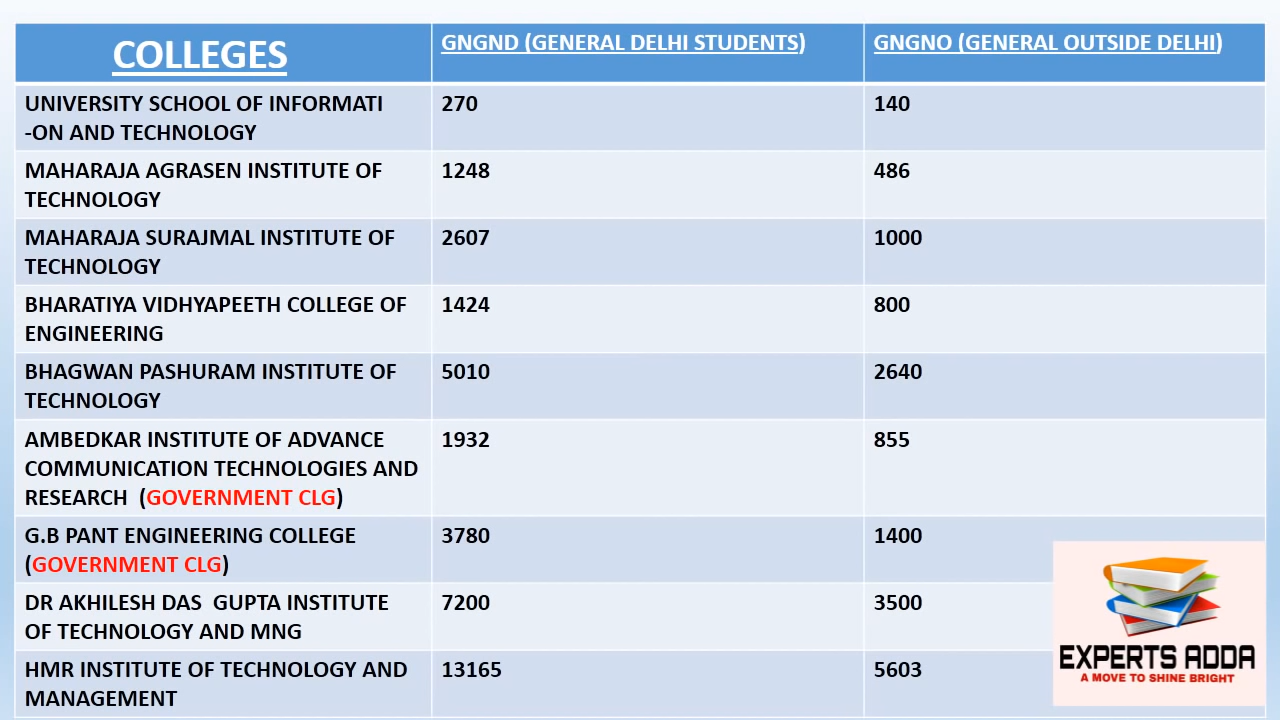 COLLEGES
GNGND (GENERAL DELHI STUDENTS)
GNGNO (GENERAL OUTSIDE DELHI)
UNIVERSITY SCHOOL OF INFORMATI
-ON AND TECHNOLOGY
270
140
MAHARAJA AGRASEN INSTITUTE OF
TECHNOLOGY
1248
486
MAHARAJA SURAJMAL INSTITUTE OF
TECHNOLOGY
2607
1000
BHARATIYA VIDHYAPEETH COLLEGE OF
ENGINEERING
1424
800
BHAGWAN PASHURAM INSTITUTE OF
TECHNOLOGY
5010
2640
AMBEDKAR INSTITUTE OF ADVANCE
COMMUNICATION TECHNOLOGIES AND
RESEARCH (GOVERNMENT CLG)
1932
855
G.B PANT ENGINEERING COLLEGE
(GOVERNMENT CLG)
3780
1400
DR AKHILESH DAS GUPTA INSTITUTE
OF TECHNOLOGY AND MNG
7200
3500
HMR INSTITUTE OF TECHNOLOGY AND
MANAGEMENT
13165
5603
EXPERTS ADDA
A MOVE TO SHINE BRIGHT